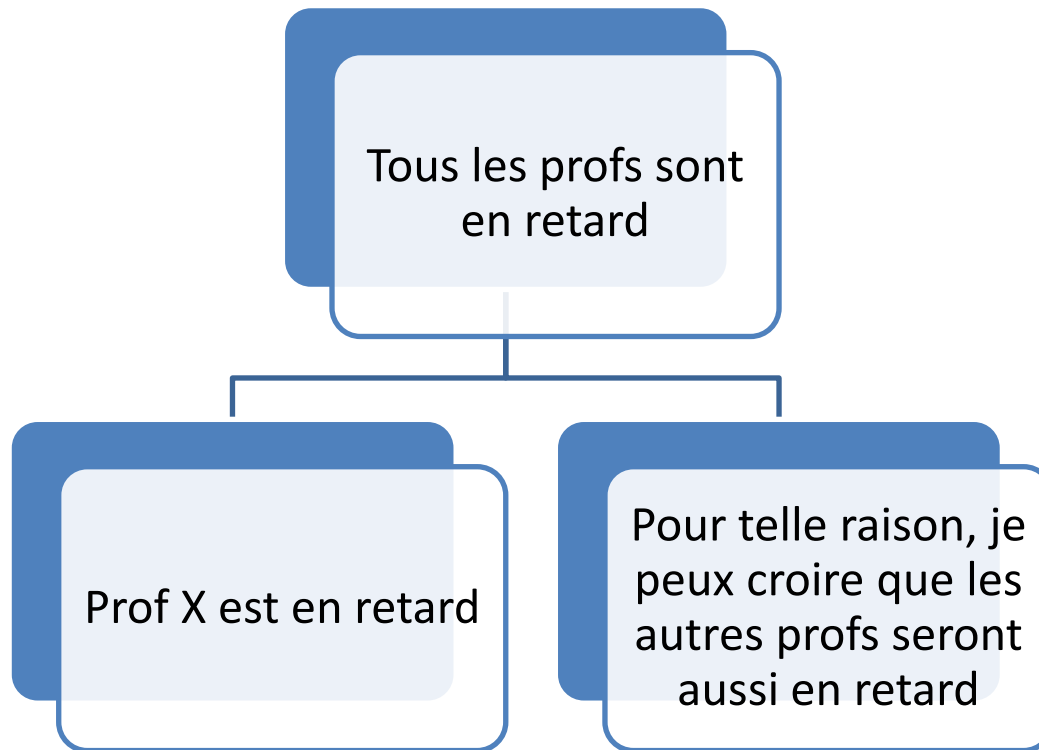 Tous les profs sont
en retard
Prof X est en retard
Pour telle raison, je
peux croire que les
autres profs seront
aussi en retard